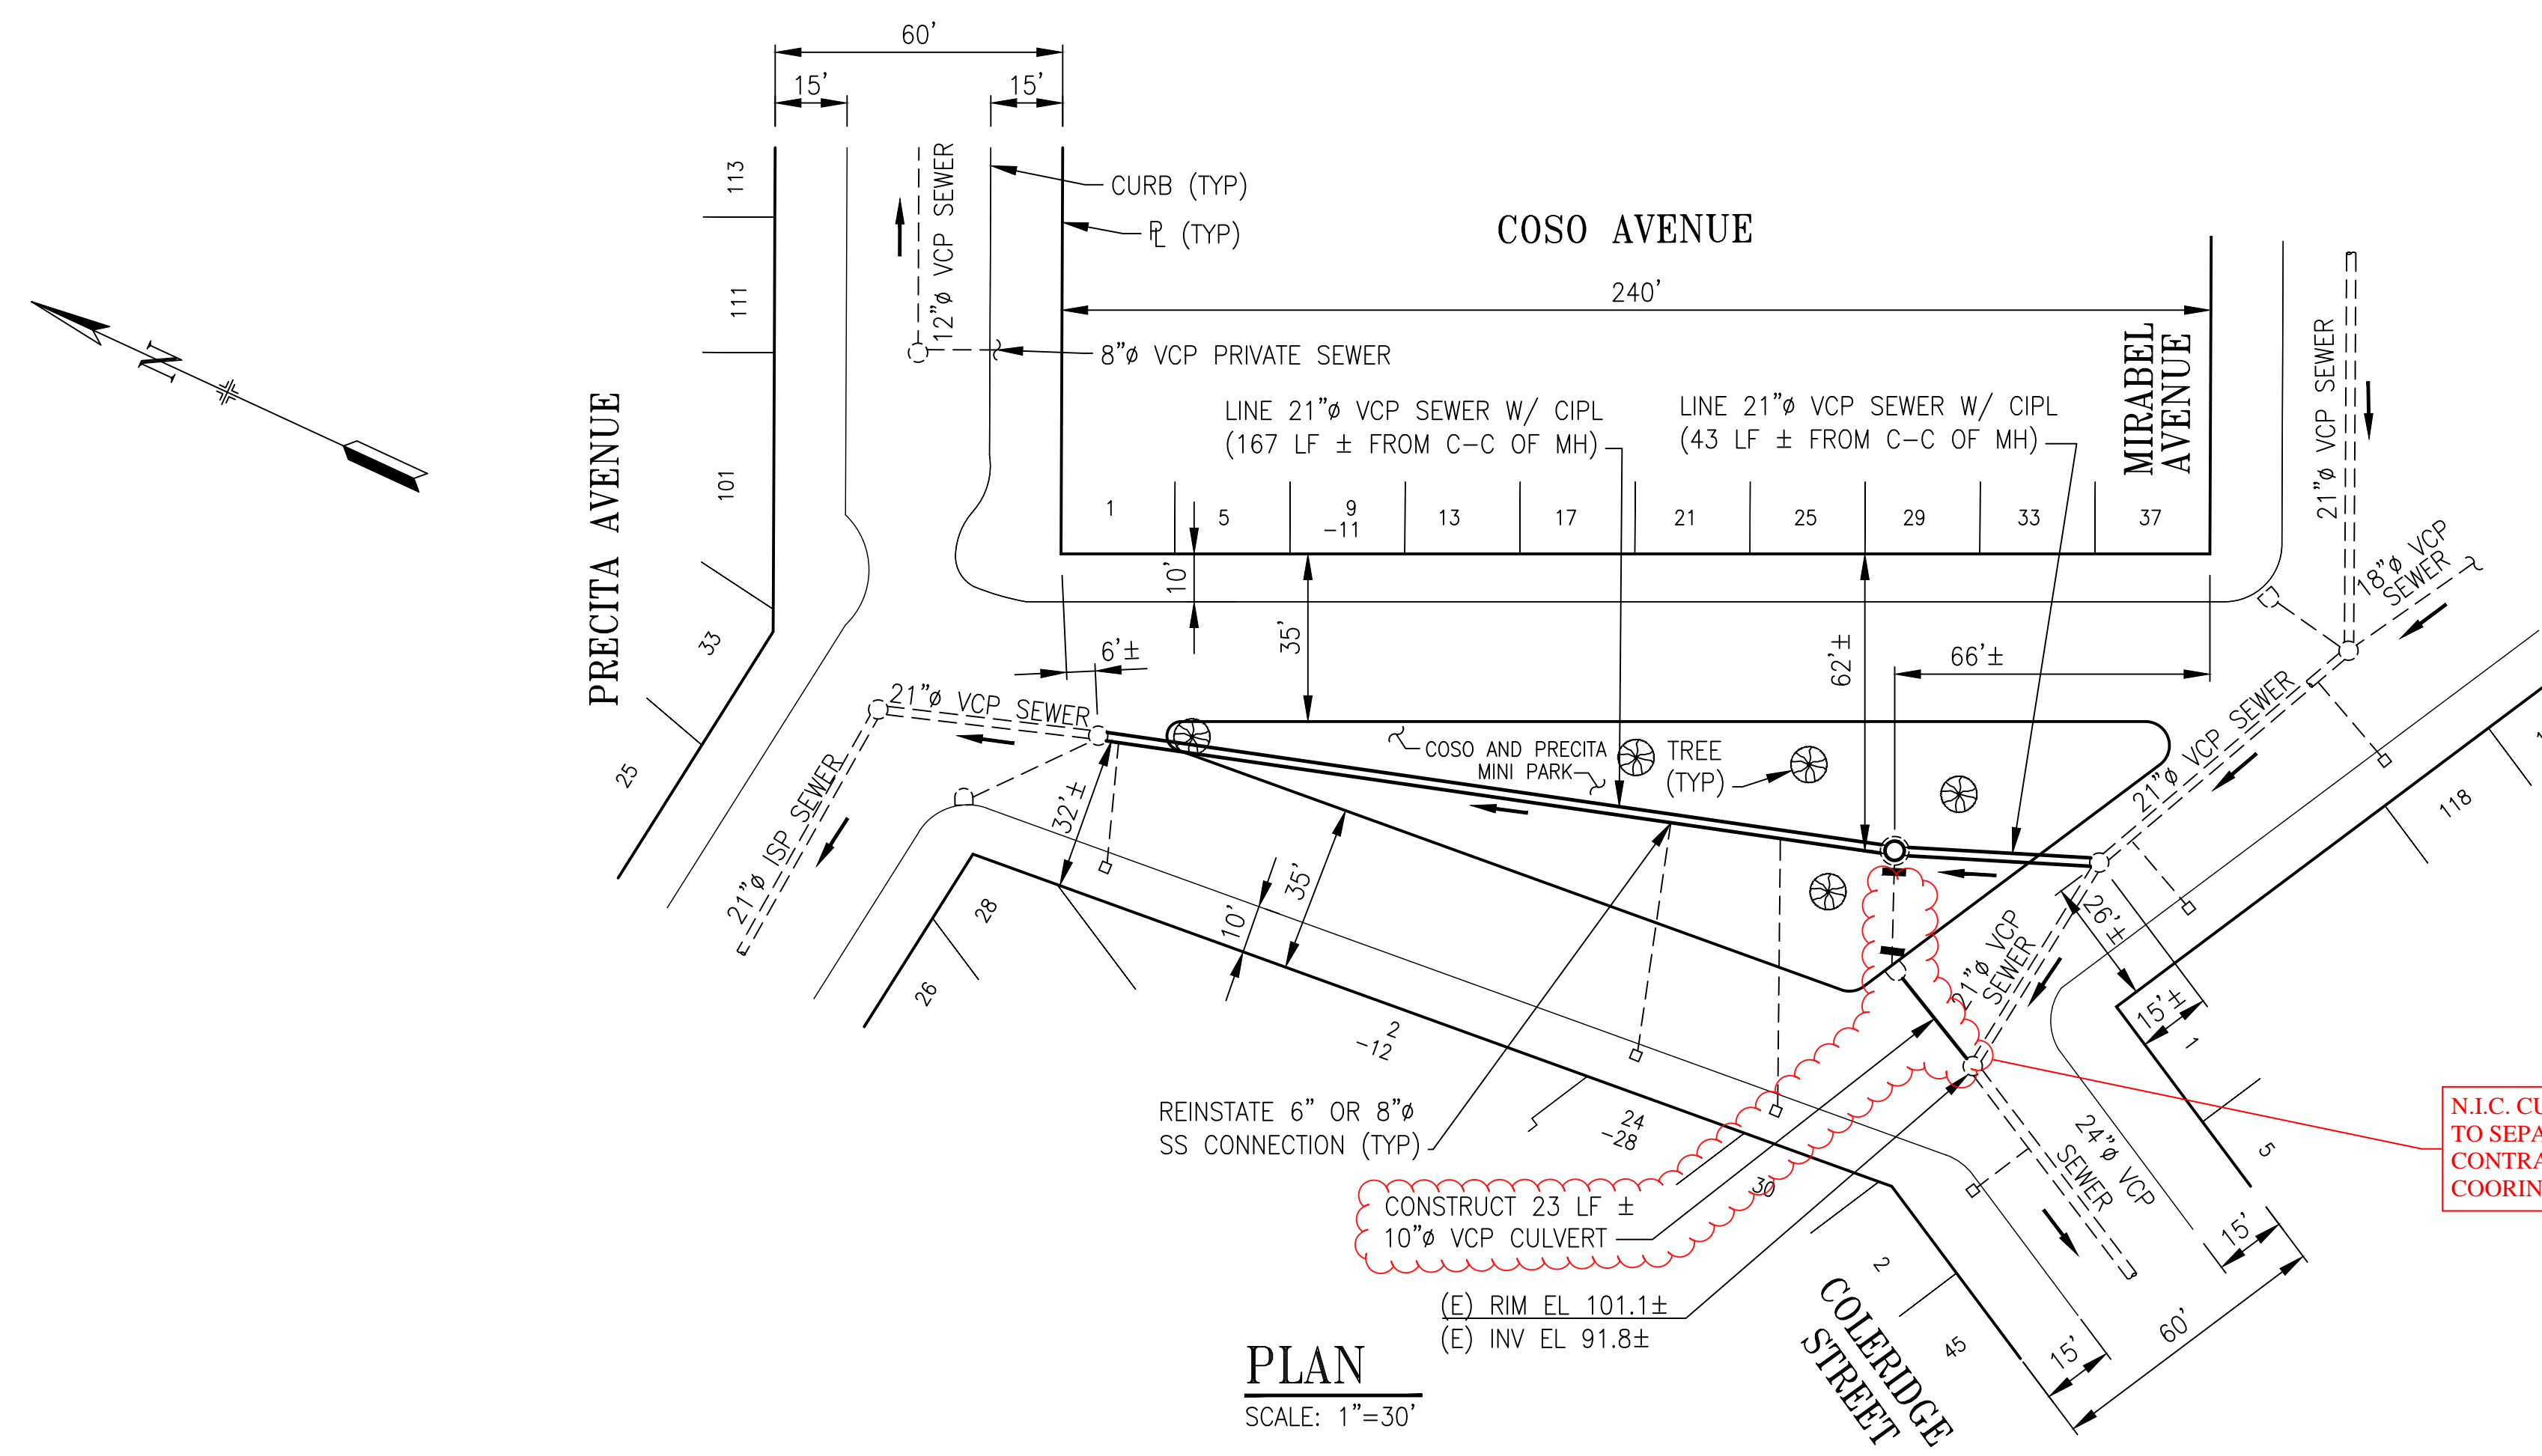 60'
15'
15'
113
111
101
33
25
12"ø VCP SEWER
CURB (TYP)
PL (TYP)
COSO AVENUE
240'
8"ø VCP PRIVATE SEWER
N
PRECITA AVENUE
MIRABEL
AVENUE
21"ø VCP SEWER
LINE 21"ø VCP SEWER W/ CIPL
(167 LF ± FROM C-C OF MH)
LINE 21"ø VCP SEWER W/ CIPL
(43 LF ± FROM C-C OF MH)
1
5
9
-11
13
17
21
25
29
33
37
18"ø VCP
SEWER
10'
35'
62'±
66'±
6'±
21"ø VCP SEWER
21"ø VCP SEWER
COSO AND PRECITA
MINI PARK
TREE
(TYP)
21"ø ISP SEWER
32'±
118
28
26
10'
35'
26'±
15'±
1
5
21"ø VCP
SEWER
2
-12
24
-28
30
REINSTATE 6" OR 8"ø
SS CONNECTION (TYP)
24"ø VCP
SEWER
N.I.C. CU
TO SEPA
CONTRA
COORIN
CONSTRUCT 23 LF ±
10"ø VCP CULVERT
(E) RIM EL 101.1±
(E) INV EL 91.8±
2
45
15'
60'
15'
COLERIDGE
STREET
PLAN
SCALE: 1"=30'